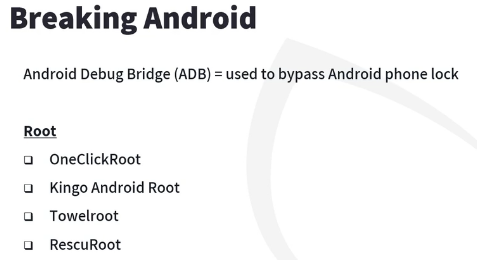 Breaking Android
Android Debug Bridge (ADB) = used to bypass Android phone lock
Root
❑ OneClickRoot
❑ Kingo Android Root
❑ Towelroot
❑ RescuRoot